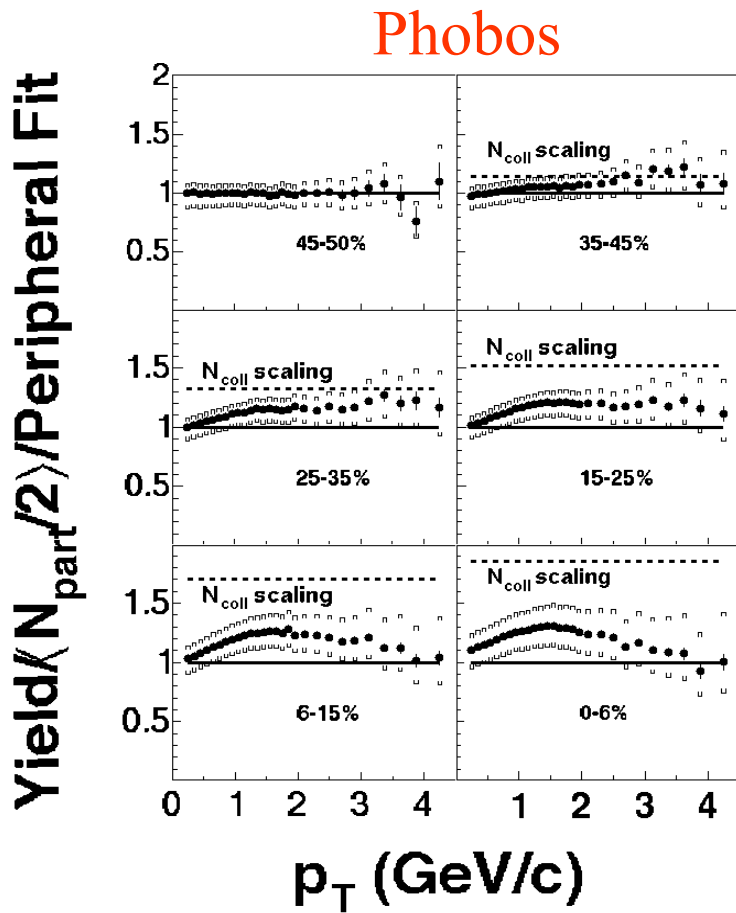 Phobos
Yield/⟨N_part/2⟩/Peripheral Fit
2
1.5
1
0.5
45-50%
N_coll scaling
35-45%
1.5
1
0.5
N_coll scaling
25-35%
N_coll scaling
15-25%
1.5
1
0.5
N_coll scaling
6-15%
N_coll scaling
0-6%
0 1 2 3 4 1 2 3 4
p_T (GeV/c)